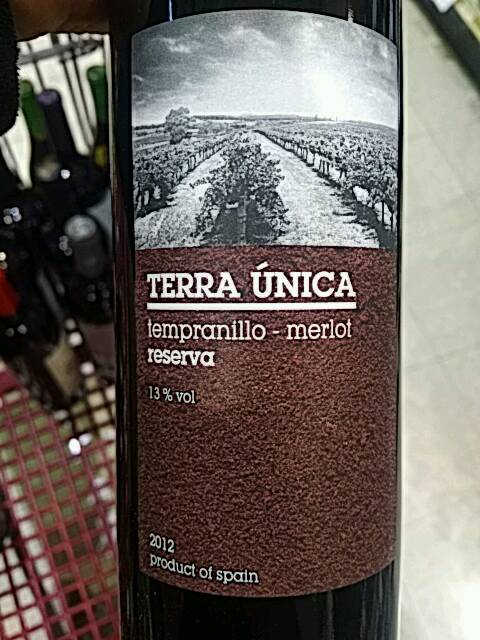 TERRA ÚNICA
tempranillo - merlot
reserva
13 % vol
2012
product of spain